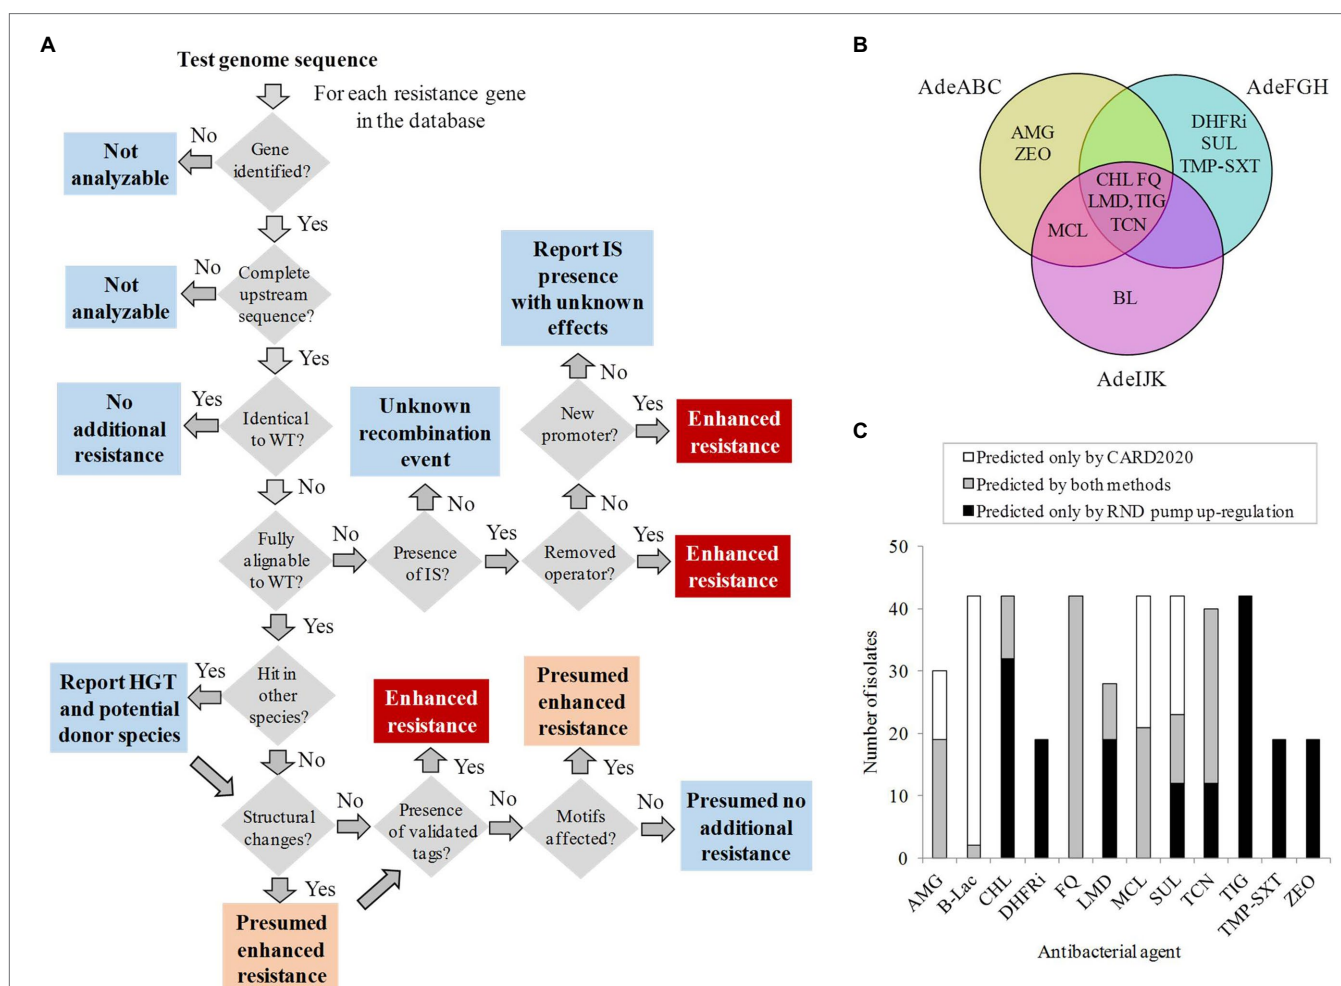 A
Test genome sequence
For each resistance gene
in the database
Gene
identified?
No
Not
analyzable
Yes
Complete
upstream
sequence?
No
Not
analyzable
Yes
Identical
to WT?
Yes
No
additional
resistance
No
Fully
alignable
to WT?
No
Presence
of IS?
No
Unknown
recombination
event
Yes
Removed
operator?
Yes
Enhanced
resistance
No
New
promoter?
Yes
Enhanced
resistance
No
Report IS
presence
with unknown
effects
Yes
Hit in
other
species?
Yes
Report HGT
and potential
donor species
No
Structural
changes?
Yes
Presumed
enhanced
resistance
No
Presence
of validated
tags?
Yes
Enhanced
resistance
No
Motifs
affected?
Yes
Presumed
enhanced
resistance
No
Presumed no
additional
resistance
B
AdeABC
AdeFGH
AMG
ZEO
DHFRi
SUL
TMP-SXT
CHL FQ
LMD, TIG
TCN
MCL
BL
AdeIJK
C
Predicted only by CARD2020
Predicted by both methods
Predicted only by RND pump up-regulation
Number of isolates
50
40
30
20
10
0
AMG
B-Lac
CHL
DHFRi
FQ
LMD
MCL
SUL
TCN
TIG
TMP-SXT
ZEO
Antibacterial agent